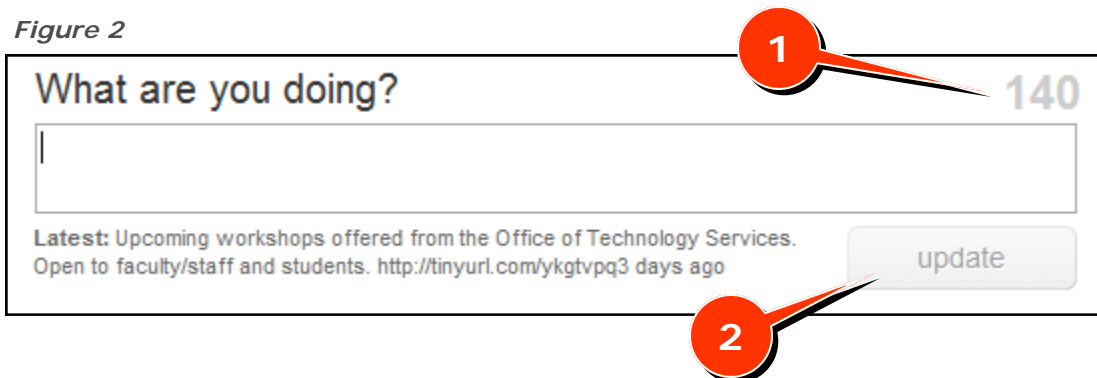 Figure 2
1
What are you doing?
140
Latest: Upcoming workshops offered from the Office of Technology Services.
Open to faculty/staff and students. http://tinyurl.com/ykgtvpq3 days ago
update
2